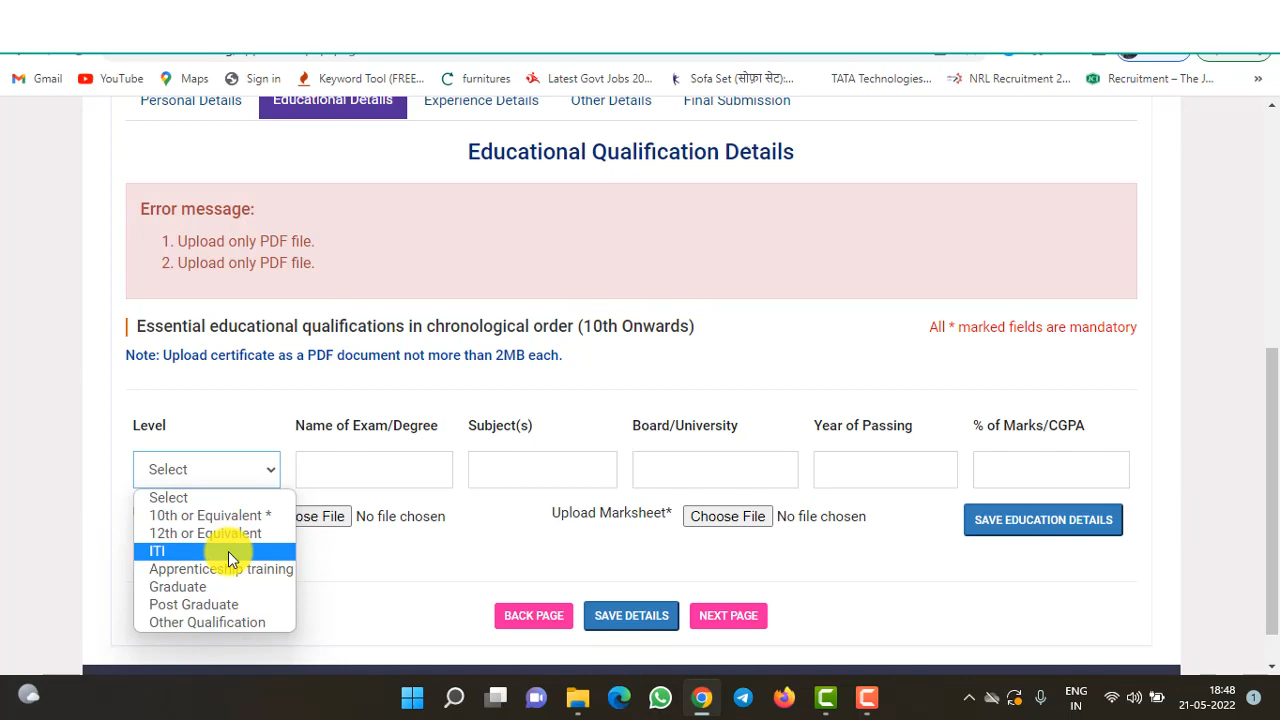 Gmail YouTube Maps Sign in Keyword Tool (FREE... furnitures Latest Govt Jobs 20... Sofa Set (सोफ़ा सेट):... TATA Technologies... NRL Recruitment 2... Recruitment – The J... »
Personal Details Educational Details Experience Details Other Details Final Submission
Educational Qualification Details
Error message:
1. Upload only PDF file.
2. Upload only PDF file.
Essential educational qualifications in chronological order (10th Onwards) All * marked fields are mandatory
Note: Upload certificate as a PDF document not more than 2MB each.
Level Name of Exam/Degree Subject(s) Board/University Year of Passing % of Marks/CGPA
Select
Select
10th or Equivalent *
12th or Equivalent
ITI
Apprenticeship training
Graduate
Post Graduate
Other Qualification
ose File No file chosen Upload Marksheet* Choose File No file chosen SAVE EDUCATION DETAILS
BACK PAGE SAVE DETAILS NEXT PAGE
ENG
IN
18:48
21-05-2022
1